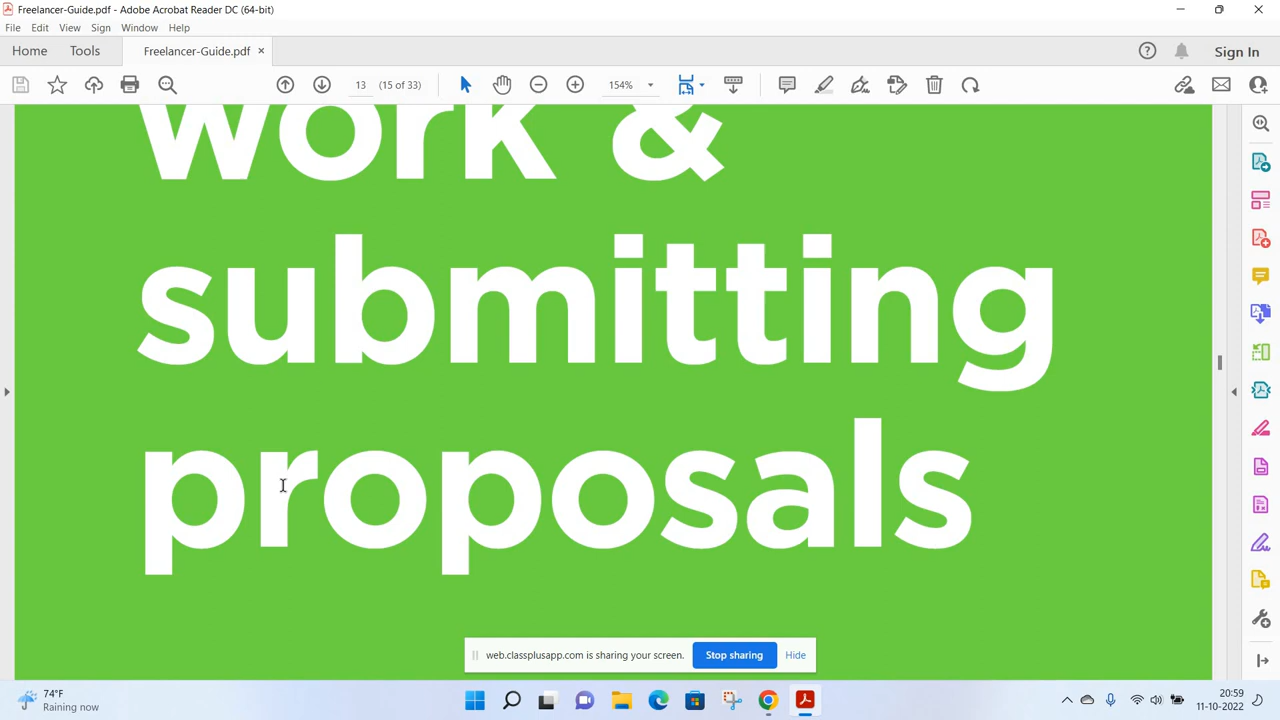 Freelancer-Guide.pdf - Adobe Acrobat Reader DC (64-bit)
File Edit View Sign Window Help
Home Tools Freelancer-Guide.pdf × Sign In
13 (15 of 33) 154%
work &
submitting
proposals
web.classplusapp.com is sharing your screen. Stop sharing Hide
74°F
Raining now
20:59
11-10-2022